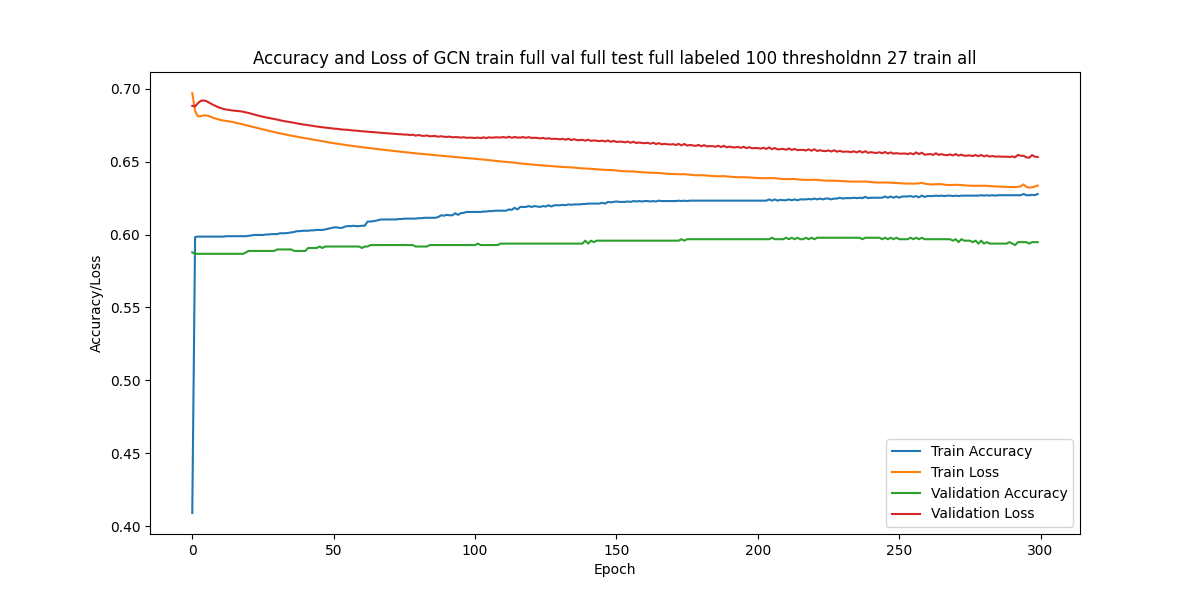 Accuracy and Loss of GCN train full val full test full labeled 100 thresholdnn 27 train all
0.70
0.65
0.60
0.55
0.50
0.45
0.40
Accuracy/Loss
0
50
100
150
200
250
300
Epoch
Train Accuracy
Train Loss
Validation Accuracy
Validation Loss